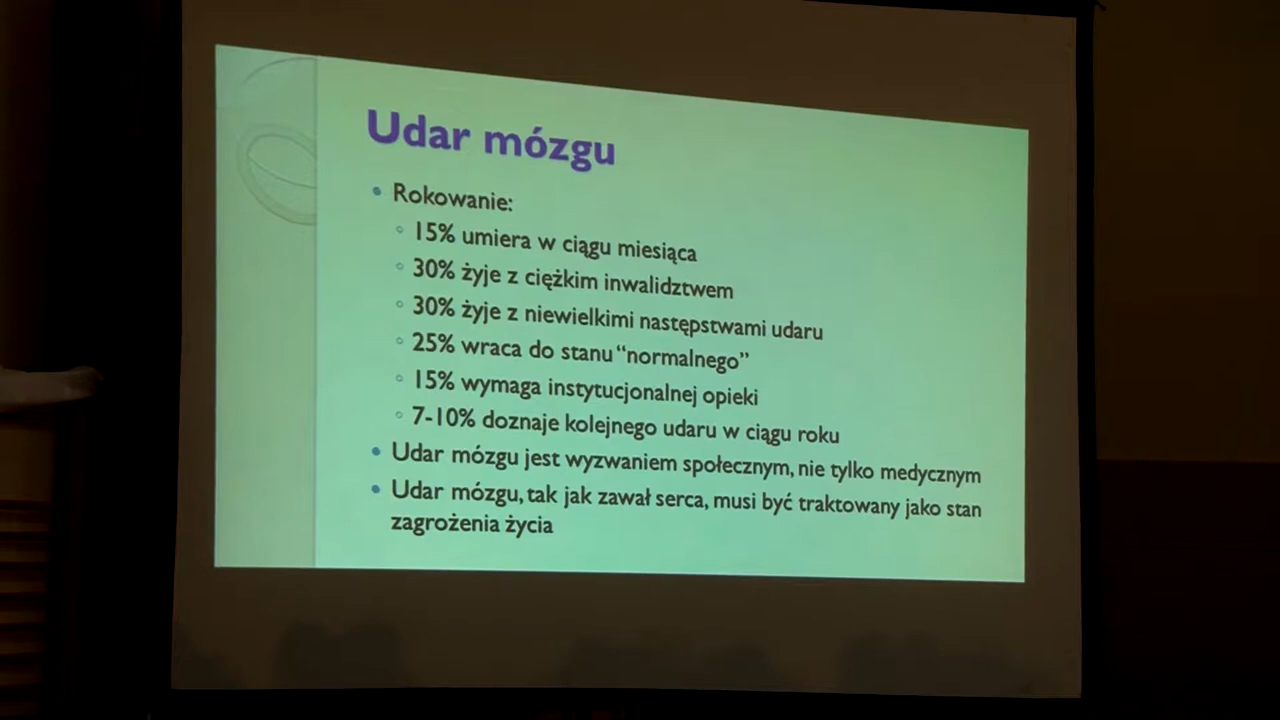 Udar mózgu
Rokowanie:
15% umiera w ciągu miesiąca
30% żyje z ciężkim inwalidztwem
30% żyje z niewielkimi następstwami udaru
25% wraca do stanu “normalnego”
15% wymaga instytucjonalnej opieki
7-10% doznaje kolejnego udaru w ciągu roku
Udar mózgu jest wyzwaniem społecznym, nie tylko medycznym
Udar mózgu, tak jak zawał serca, musi być traktowany jako stan
zagrożenia życia